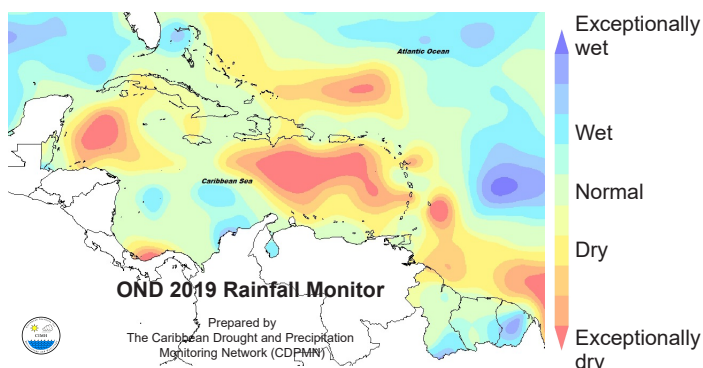 Atlantic Ocean
Caribbean Sea
OND 2019 Rainfall Monitor
Prepared by
The Caribbean Drought and Precipitation
Monitoring Network (CDPMN)
CIMH
Exceptionally
wet
Wet
Normal
Dry
Exceptionally
dry